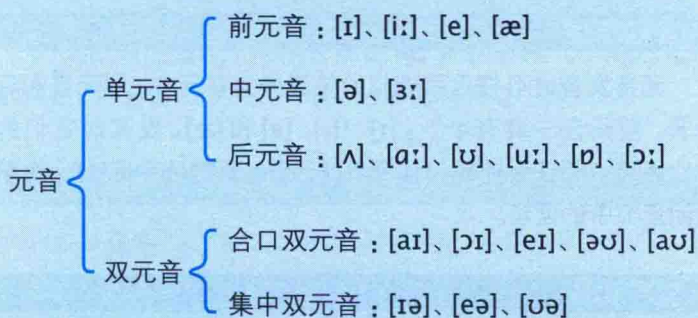 前元音：[ɪ]、[iː]、[e]、[æ]
单元音
中元音：[ə]、[ɜː]
后元音：[ʌ]、[ɑː]、[ʊ]、[uː]、[ɒ]、[ɔː]
元音
合口双元音：[aɪ]、[ɔɪ]、[eɪ]、[əʊ]、[aʊ]
双元音
集中双元音：[ɪə]、[eə]、[ʊə]